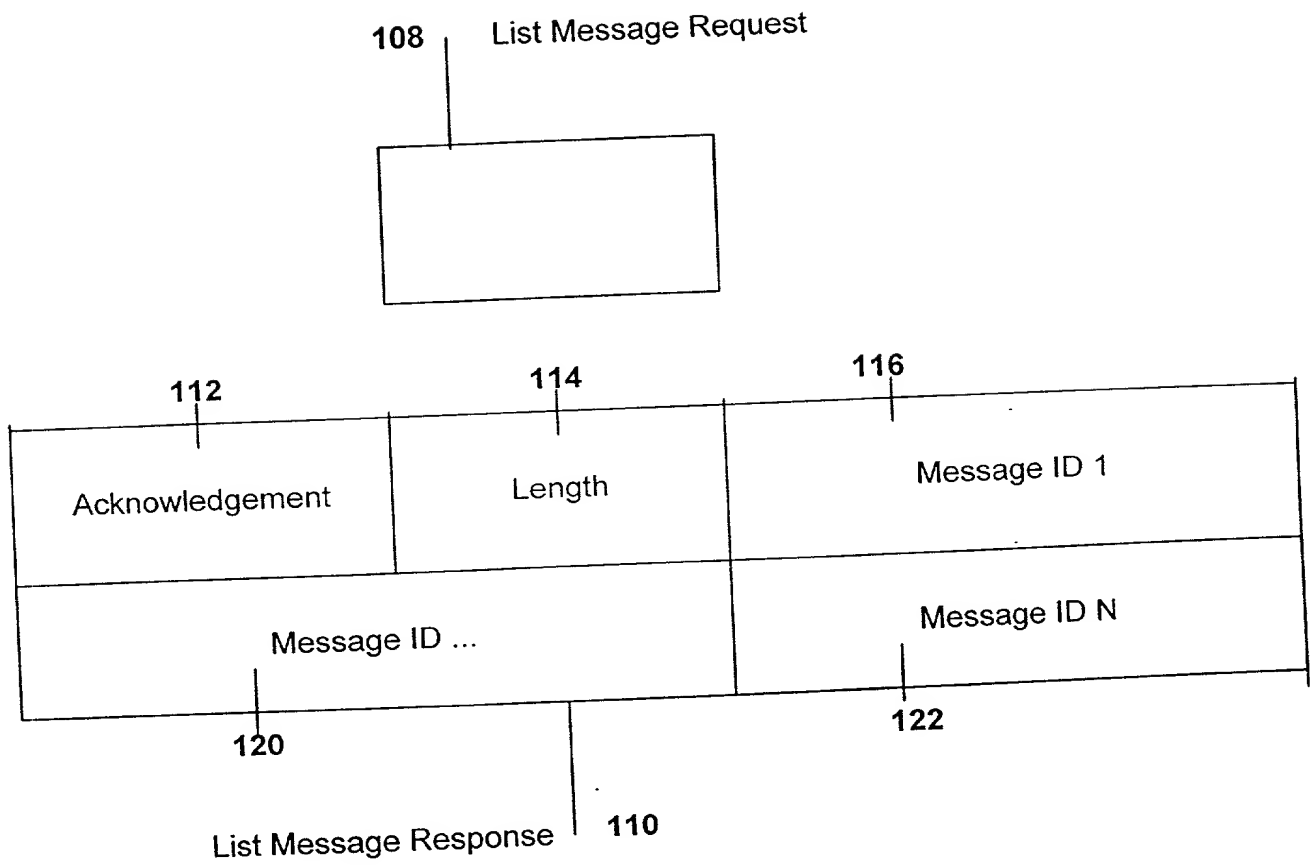 108 List Message Request
112 114 116
Acknowledgement Length Message ID 1
Message ID ... Message ID N
120 122
List Message Response 110